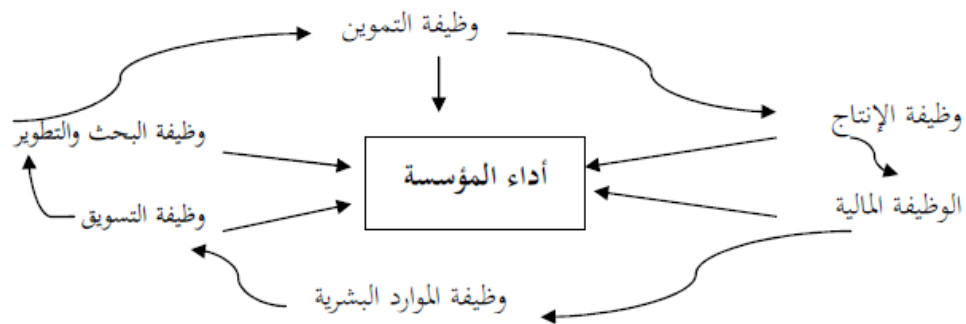 وظيفة التموين
وظيفة الإنتاج
وظيفة البحث والتطوير
أداء المؤسسة
الوظيفة المالية
وظيفة التسويق
وظيفة الموارد البشرية